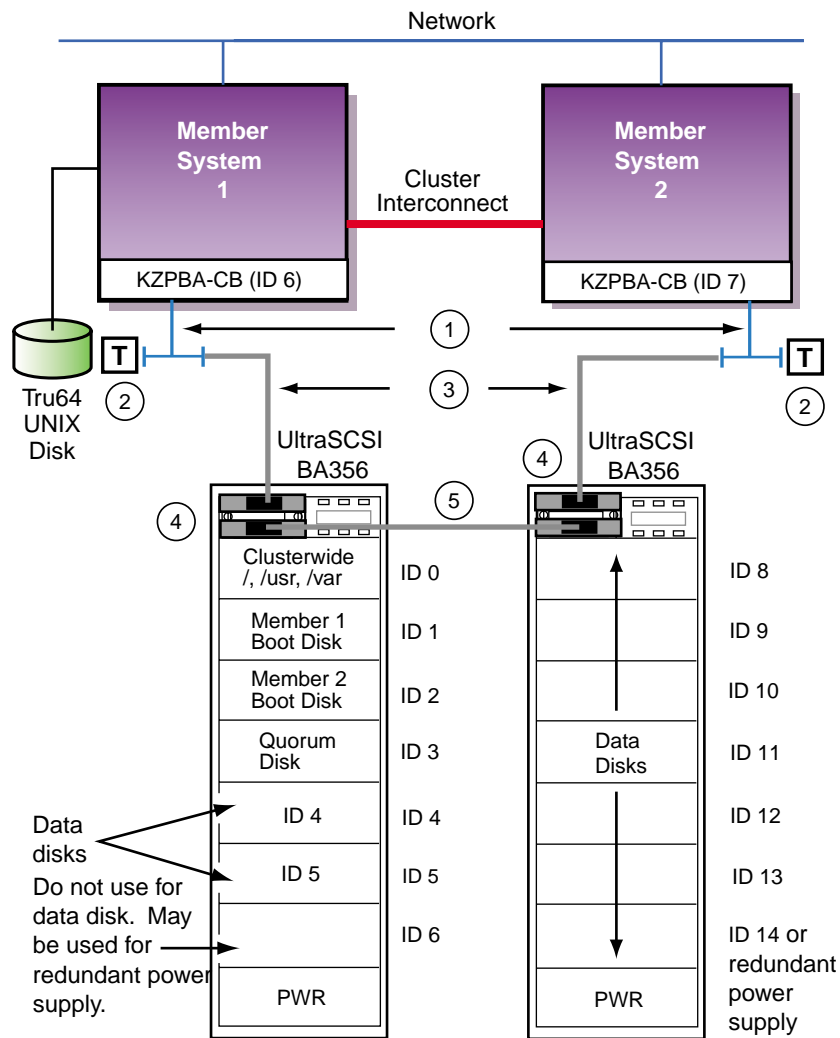 Network
Member
System
1
Member
System
2
Cluster
Interconnect
KZPBA-CB (ID 6)
KZPBA-CB (ID 7)
1
T
T
2
3
2
Tru64
UNIX
Disk
UltraSCSI
BA356
UltraSCSI
BA356
4
4
5
Clusterwide
/, /usr, /var
ID 0
ID 8
Member 1
Boot Disk
ID 1
ID 9
Member 2
Boot Disk
ID 2
ID 10
Quorum
Disk
ID 3
Data
Disks
ID 11
Data
disks
ID 4
ID 4
ID 12
ID 5
ID 5
ID 13
Do not use for
data disk. May
be used for
redundant power
supply.
ID 6
ID 14 or
redundant
power
supply
PWR
PWR